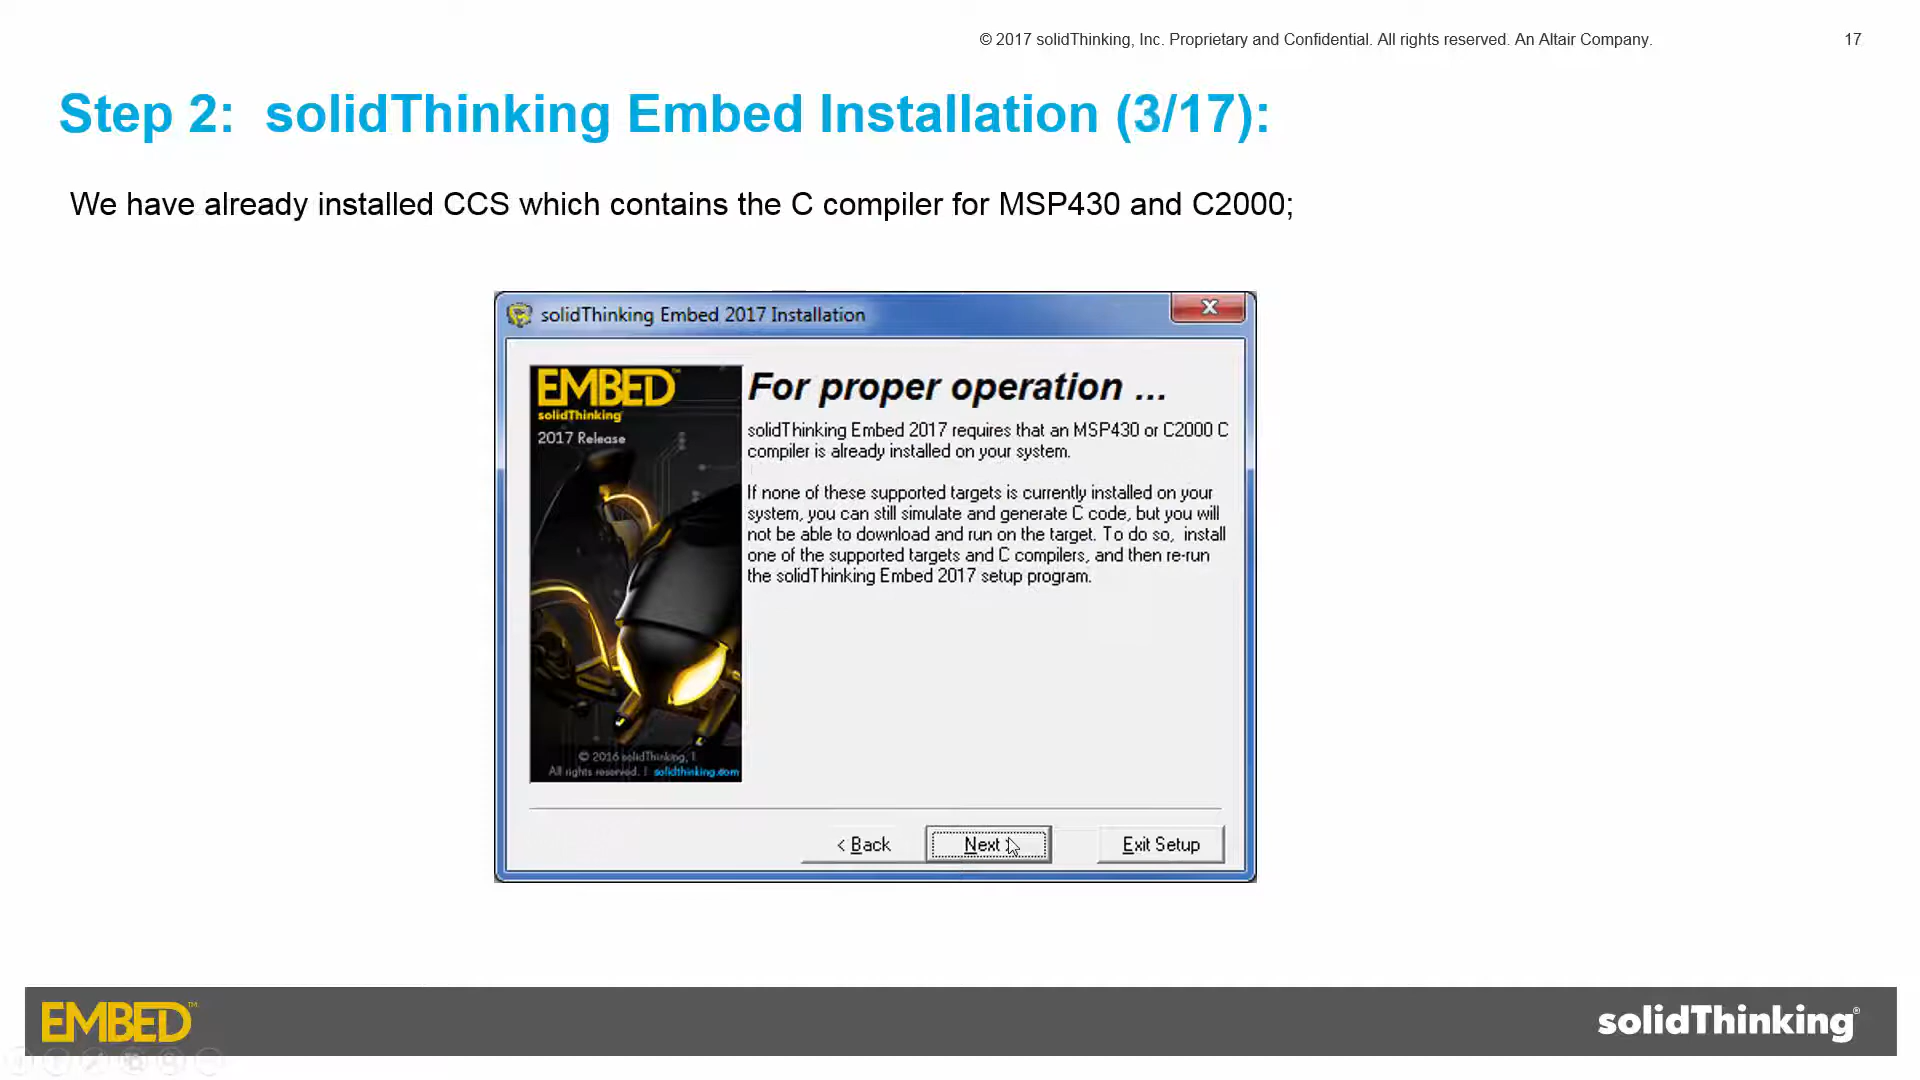 © 2017 solidThinking, Inc. Proprietary and Confidential. All rights reserved. An Altair Company.
17
Step 2: solidThinking Embed Installation (3/17):
We have already installed CCS which contains the C compiler for MSP430 and C2000;
solidThinking Embed 2017 Installation
X
EMBED™
solidThinking
2017 Release
For proper operation ...
solidThinking Embed 2017 requires that an MSP430 or C2000 C
compiler is already installed on your system.
If none of these supported targets is currently installed on your
system, you can still simulate and generate C code, but you will
not be able to download and run on the target. To do so, install
one of the supported targets and C compilers, and then re-run
the solidThinking Embed 2017 setup program.
© 2016 solidThinking, I
All rights reserved. | solidthinking.com
< Back
Next >
Exit Setup
EMBED™
solidThinking®